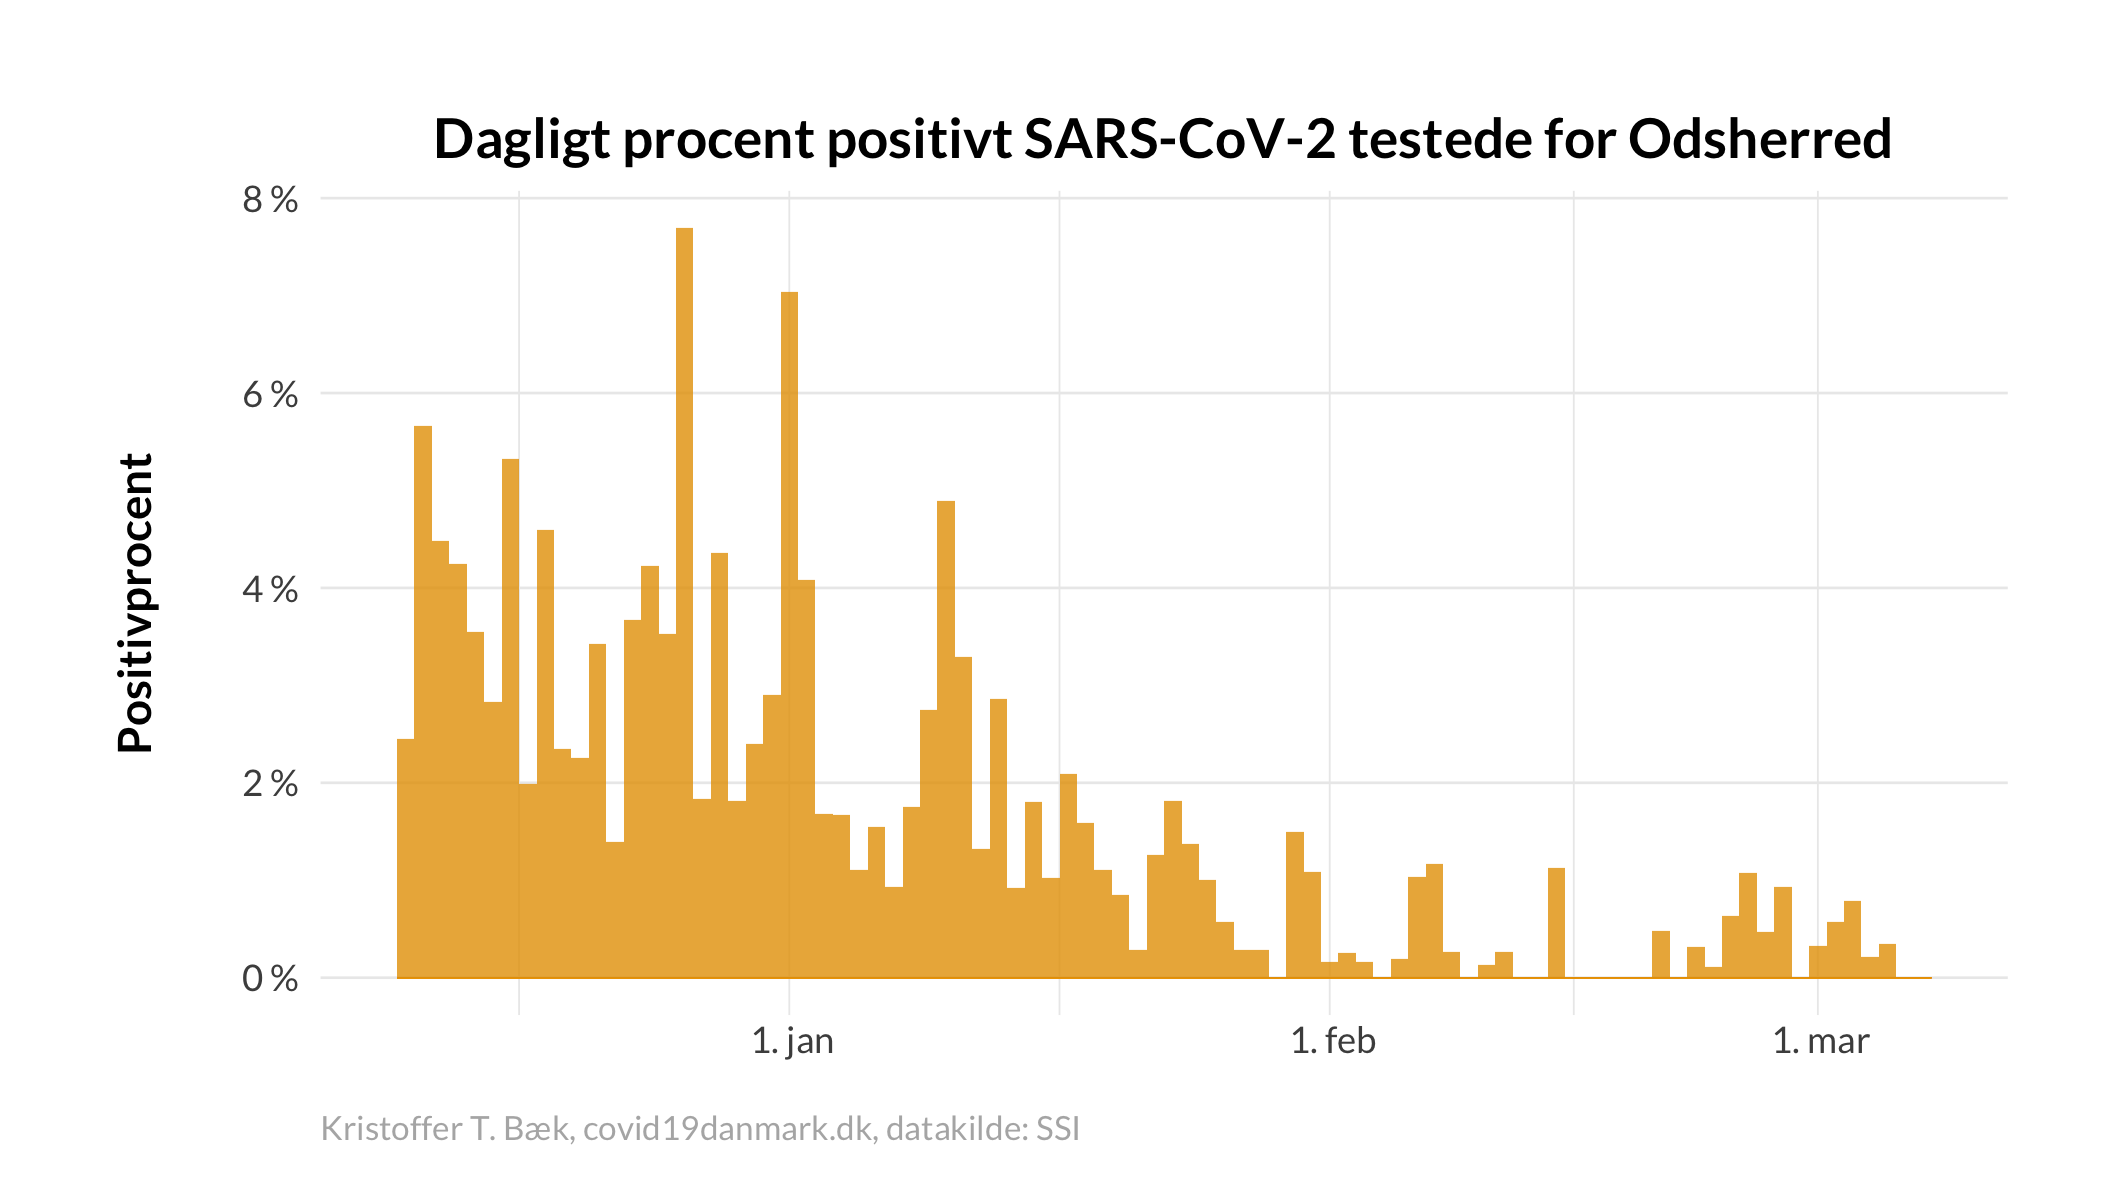 Dagligt procent positivt SARS-CoV-2 testede for Odsherred
Positivprocent
8 %
6 %
4 %
2 %
0 %
1. jan
1. feb
1. mar
Kristoffer T. Bæk, covid19danmark.dk, datakilde: SSI